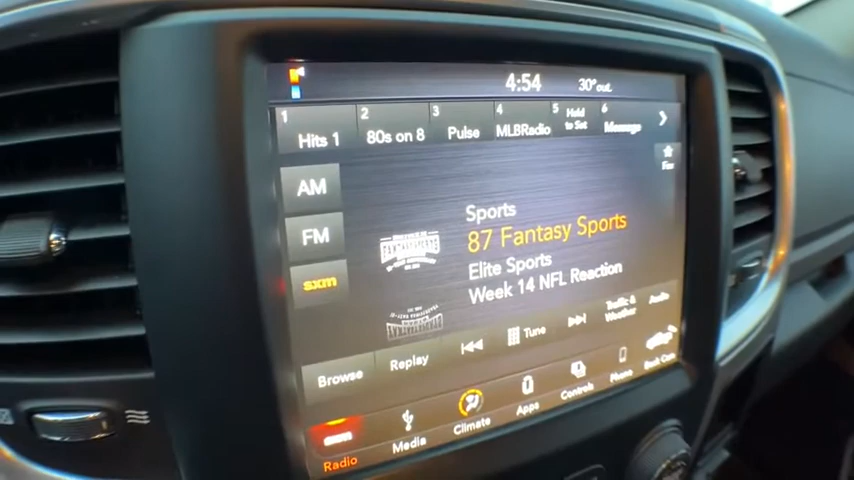 4:54
30°out
1 Hits 1
2 80s on 8
3 Pulse
4 MLBRadio
5 Hold to Set
6 Message
Fav
AM
FM
sxm
Sports
87 Fantasy Sports
Elite Sports
Week 14 NFL Reaction
Browse
Replay
Tune
Traffic & Weather
Audio
Radio
Media
Climate
Apps
Controls
Phone
Back Cam